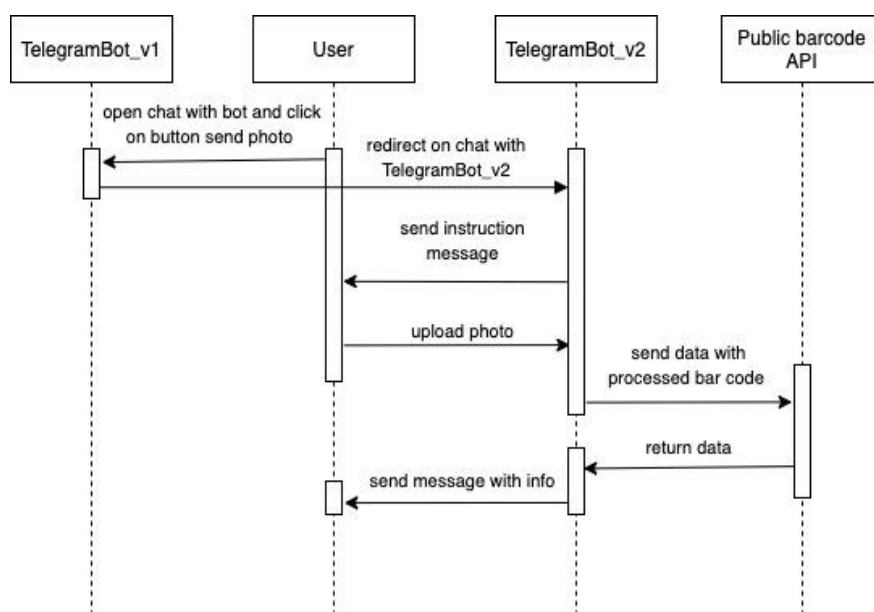 TelegramBot_v1
User
TelegramBot_v2
Public barcode
API
open chat with bot and click
on button send photo
redirect on chat with
TelegramBot_v2
send instruction
message
upload photo
send data with
processed bar code
return data
send message with info